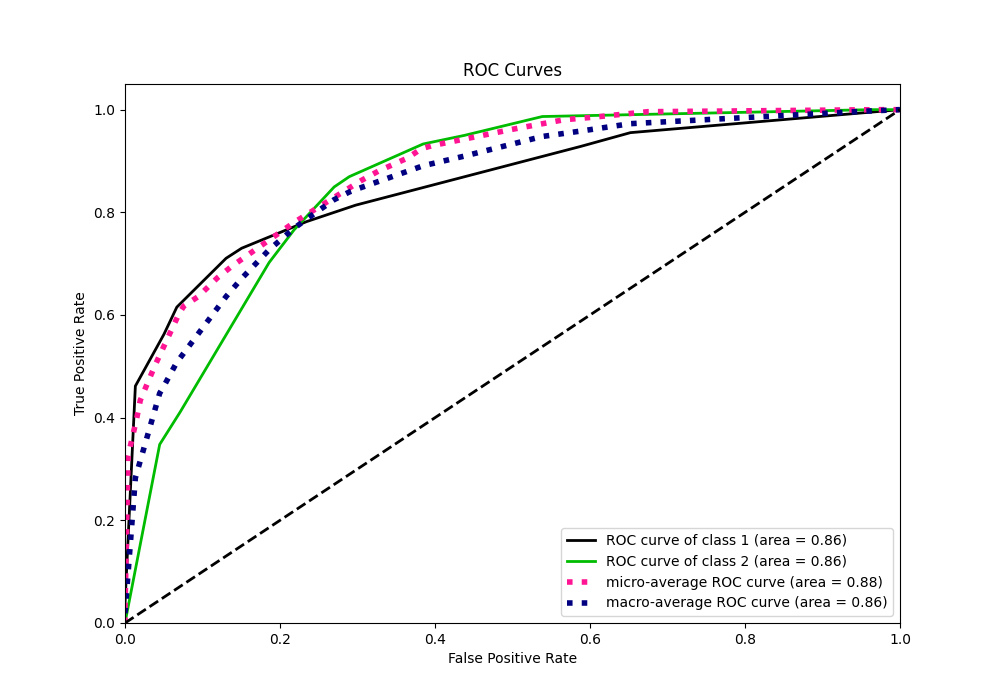 ROC Curves
True Positive Rate
1.0
0.8
0.6
0.4
0.2
0.0
0.0 0.2 0.4 0.6 0.8 1.0
False Positive Rate
ROC curve of class 1 (area = 0.86)
ROC curve of class 2 (area = 0.86)
micro-average ROC curve (area = 0.88)
macro-average ROC curve (area = 0.86)